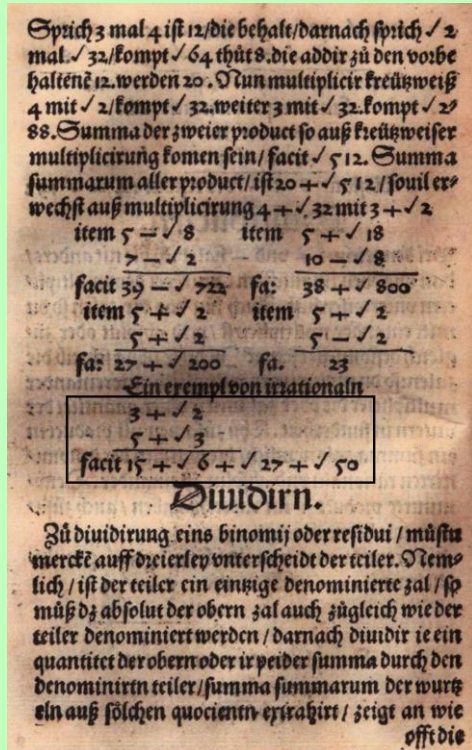 Sprich 3 mal 4 ist 12/die behalt/darnach sprich √ 2
mal √ 32/kompt √ 64 thůt 8. die addir zů den vorbe
haltenẽ 12. werden 20. Nun multiplicir kreützweiß
4 mit √ 2/kompt √ 32. weiter 3 mit √ 32. kompt √ 2⸗
88. Summa der zweier product so auß kreützweiser
multiplicirung komen sein/ facit √ 512. Summa
summarum aller product/ ist 20 + √ 512/souil er⸗
wechst auß multiplicirung 4 + √ 32 mit 3 + √ 2
item 5 − √ 8 item 5 + √ 18
7 − √ 2 10 − √ 8
facit 39 − √ 722 fa: 38 + √ 800
item 5 + √ 2 item 5 + √ 2
5 + √ 2 5 − √ 2
fa: 27 + √ 200 fa. 23
Ein exempl von irrationaln
3 + √ 2
5 + √ 3
facit 15 + √ 6 + √ 27 + √ 50
Diuidirn.
Zů diuidirung eins binomij oder residui / můstu
merckẽ auff dreierley vnterscheidt der teiler. Nem⸗
lich / ist der teiler ein eintzige denominierte zal / so
můß dz absolut der obern zal auch zůgleich wie der
teiler denominiert werden / darnach diuidir ie ein
quantitet der obern oder ir peider summa durch den
denominirtn teiler/summa summarum der wurtz
eln auß sölchen quocientn extrahirt / zeigt an wie
offt die